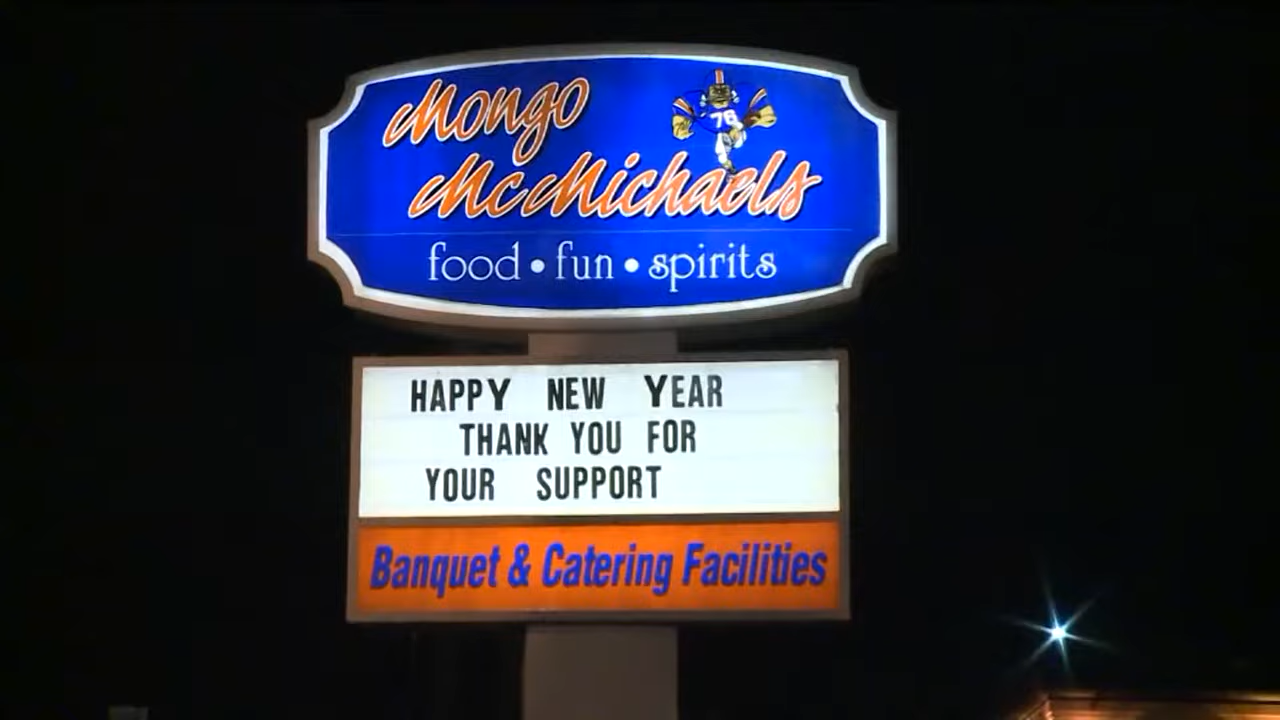 Mongo
McMichaels
76
food • fun • spirits
HAPPY NEW YEAR
THANK YOU FOR
YOUR SUPPORT
Banquet & Catering Facilities